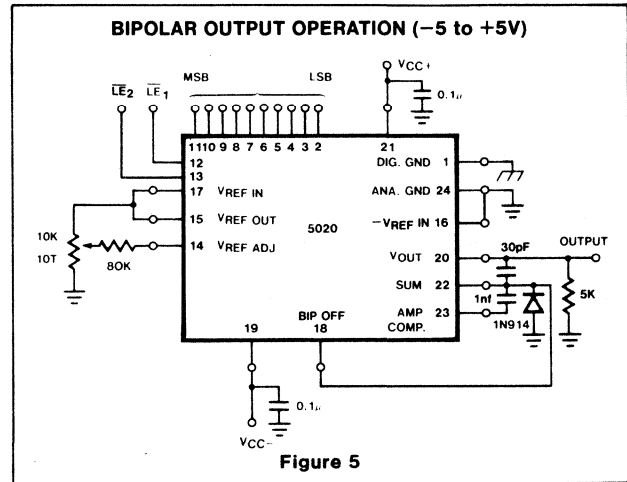 BIPOLAR OUTPUT OPERATION (−5 to +5V)
VCC+
MSB
LSB
LE2
LE1
0.1µ
11 10 9 8 7 6 5 4 3 2
21
12
DIG. GND 1
13
17 VREF IN
ANA. GND 24
15 VREF OUT
5020
−VREF IN 16
10K
10T
80K
14 VREF ADJ
VOUT 20
30pF
OUTPUT
SUM 22
1nf
5K
BIP OFF
AMP 23
COMP.
1N914
19
18
0.1µ
VCC−
Figure 5